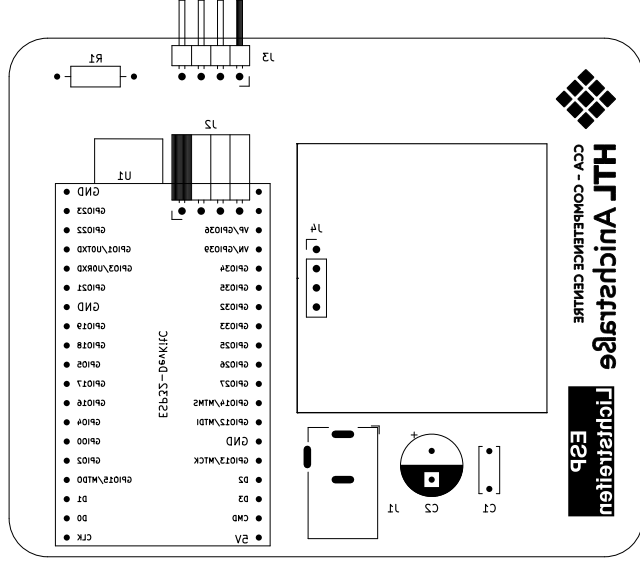 R1
J3
J2
U1
GND
GPIO23
GPIO22
GPIO1/U0TXD
GPIO3/U0RXD
GPIO21
GND
GPIO19
GPIO18
GPIO5
GPIO17
GPIO16
GPIO4
GPIO0
GPIO2
GPIO15/MTDO
D1
D0
CLK
ESP32-DevKitC
VP/GPIO36
VN/GPIO39
GPIO34
GPIO35
GPIO32
GPIO33
GPIO25
GPIO26
GPIO27
GPIO14/MTMS
GPIO12/MTDI
GND
GPIO13/MTCK
D2
D3
CMD
5V
J4
J1
+
C2
C1
HTL Anichstraße
CCA – COMPETENCE CENTRE
Lichtstreifen
ESP